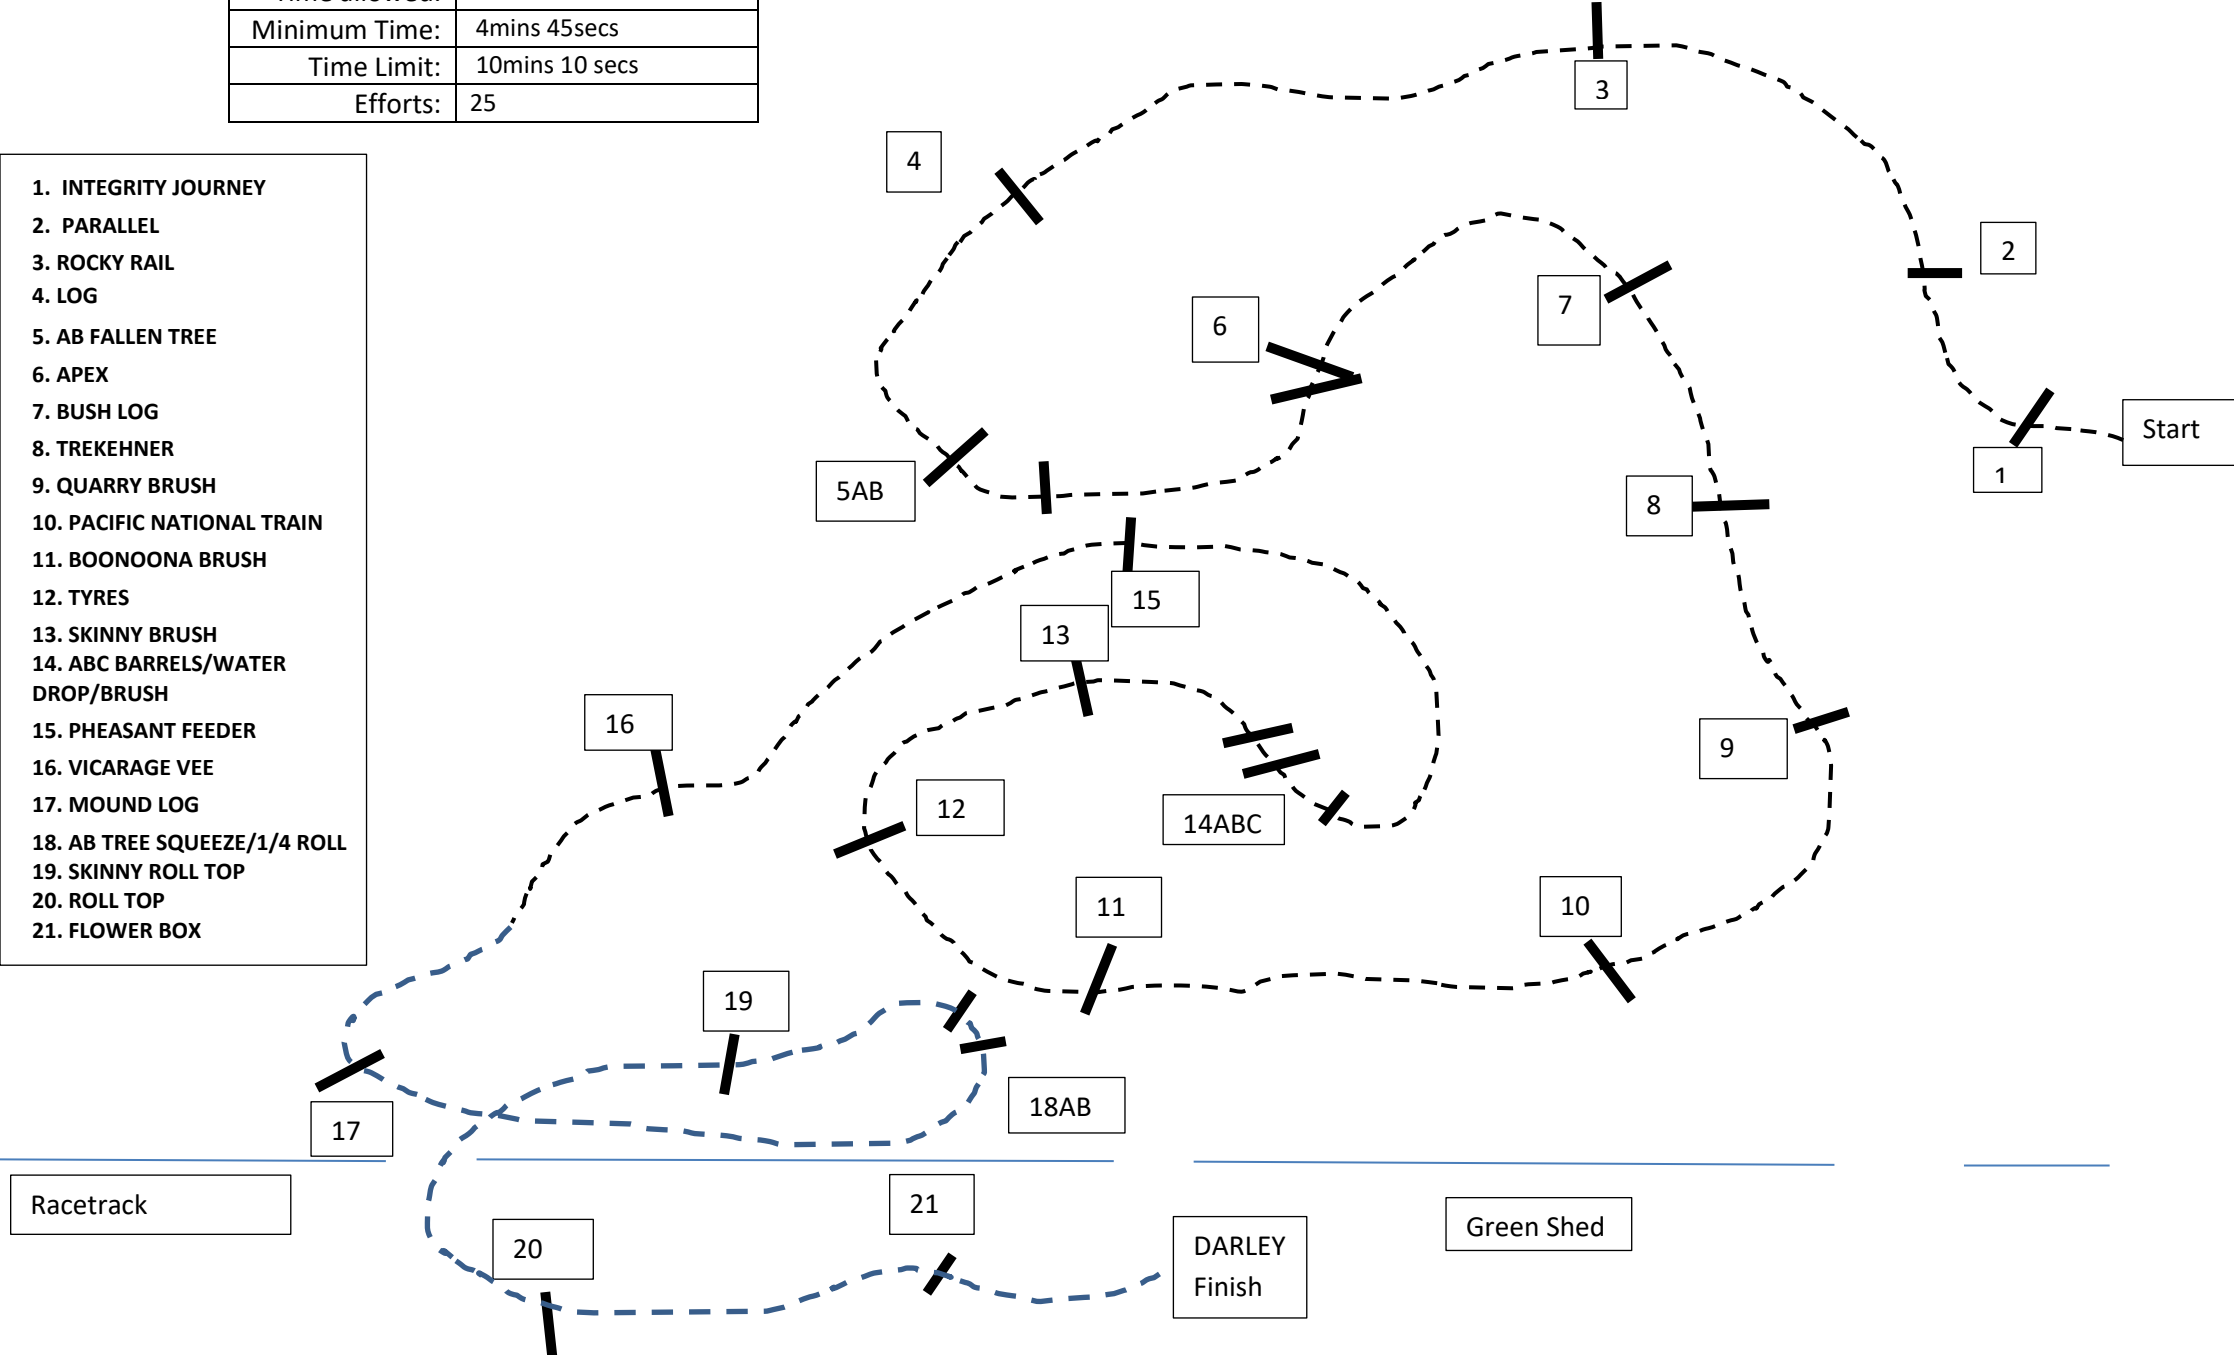 Time allowed:
Minimum Time: 4mins 45secs
Time Limit: 10mins 10 secs
Efforts: 25
1. INTEGRITY JOURNEY
2. PARALLEL
3. ROCKY RAIL
4. LOG
5. AB FALLEN TREE
6. APEX
7. BUSH LOG
8. TREKEHNER
9. QUARRY BRUSH
10. PACIFIC NATIONAL TRAIN
11. BOONOONA BRUSH
12. TYRES
13. SKINNY BRUSH
14. ABC BARRELS/WATER
DROP/BRUSH
15. PHEASANT FEEDER
16. VICARAGE VEE
17. MOUND LOG
18. AB TREE SQUEEZE/1/4 ROLL
19. SKINNY ROLL TOP
20. ROLL TOP
21. FLOWER BOX
3
4
2
6
7
Start
1
5AB
8
15
13
16
9
12
14ABC
11
10
19
18AB
17
Racetrack
21
Green Shed
20
DARLEY
Finish